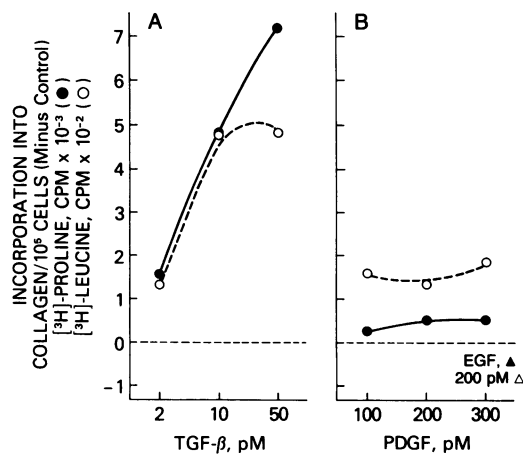 INCORPORATION INTO
COLLAGEN/10⁵ CELLS (Minus Control)
[³H]-PROLINE, CPM x 10⁻³ (●)
[³H]-LEUCINE, CPM x 10⁻² (○)
A
7
6
5
4
3
2
1
0
−1
2
10
50
TGF-β, pM
B
EGF, ▲
200 pM △
100
200
300
PDGF, pM